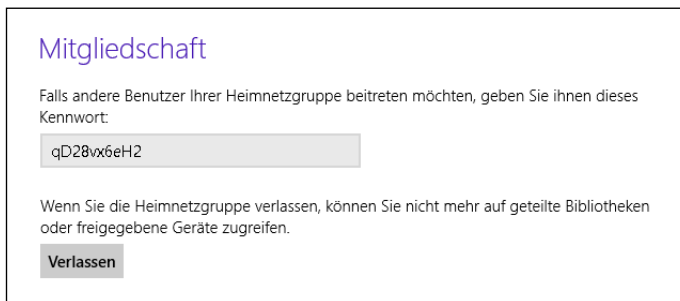 Mitgliedschaft
Falls andere Benutzer Ihrer Heimnetzgruppe beitreten möchten, geben Sie ihnen dieses
Kennwort:
qD28vx6eH2
Wenn Sie die Heimnetzgruppe verlassen, können Sie nicht mehr auf geteilte Bibliotheken
oder freigegebene Geräte zugreifen.
Verlassen